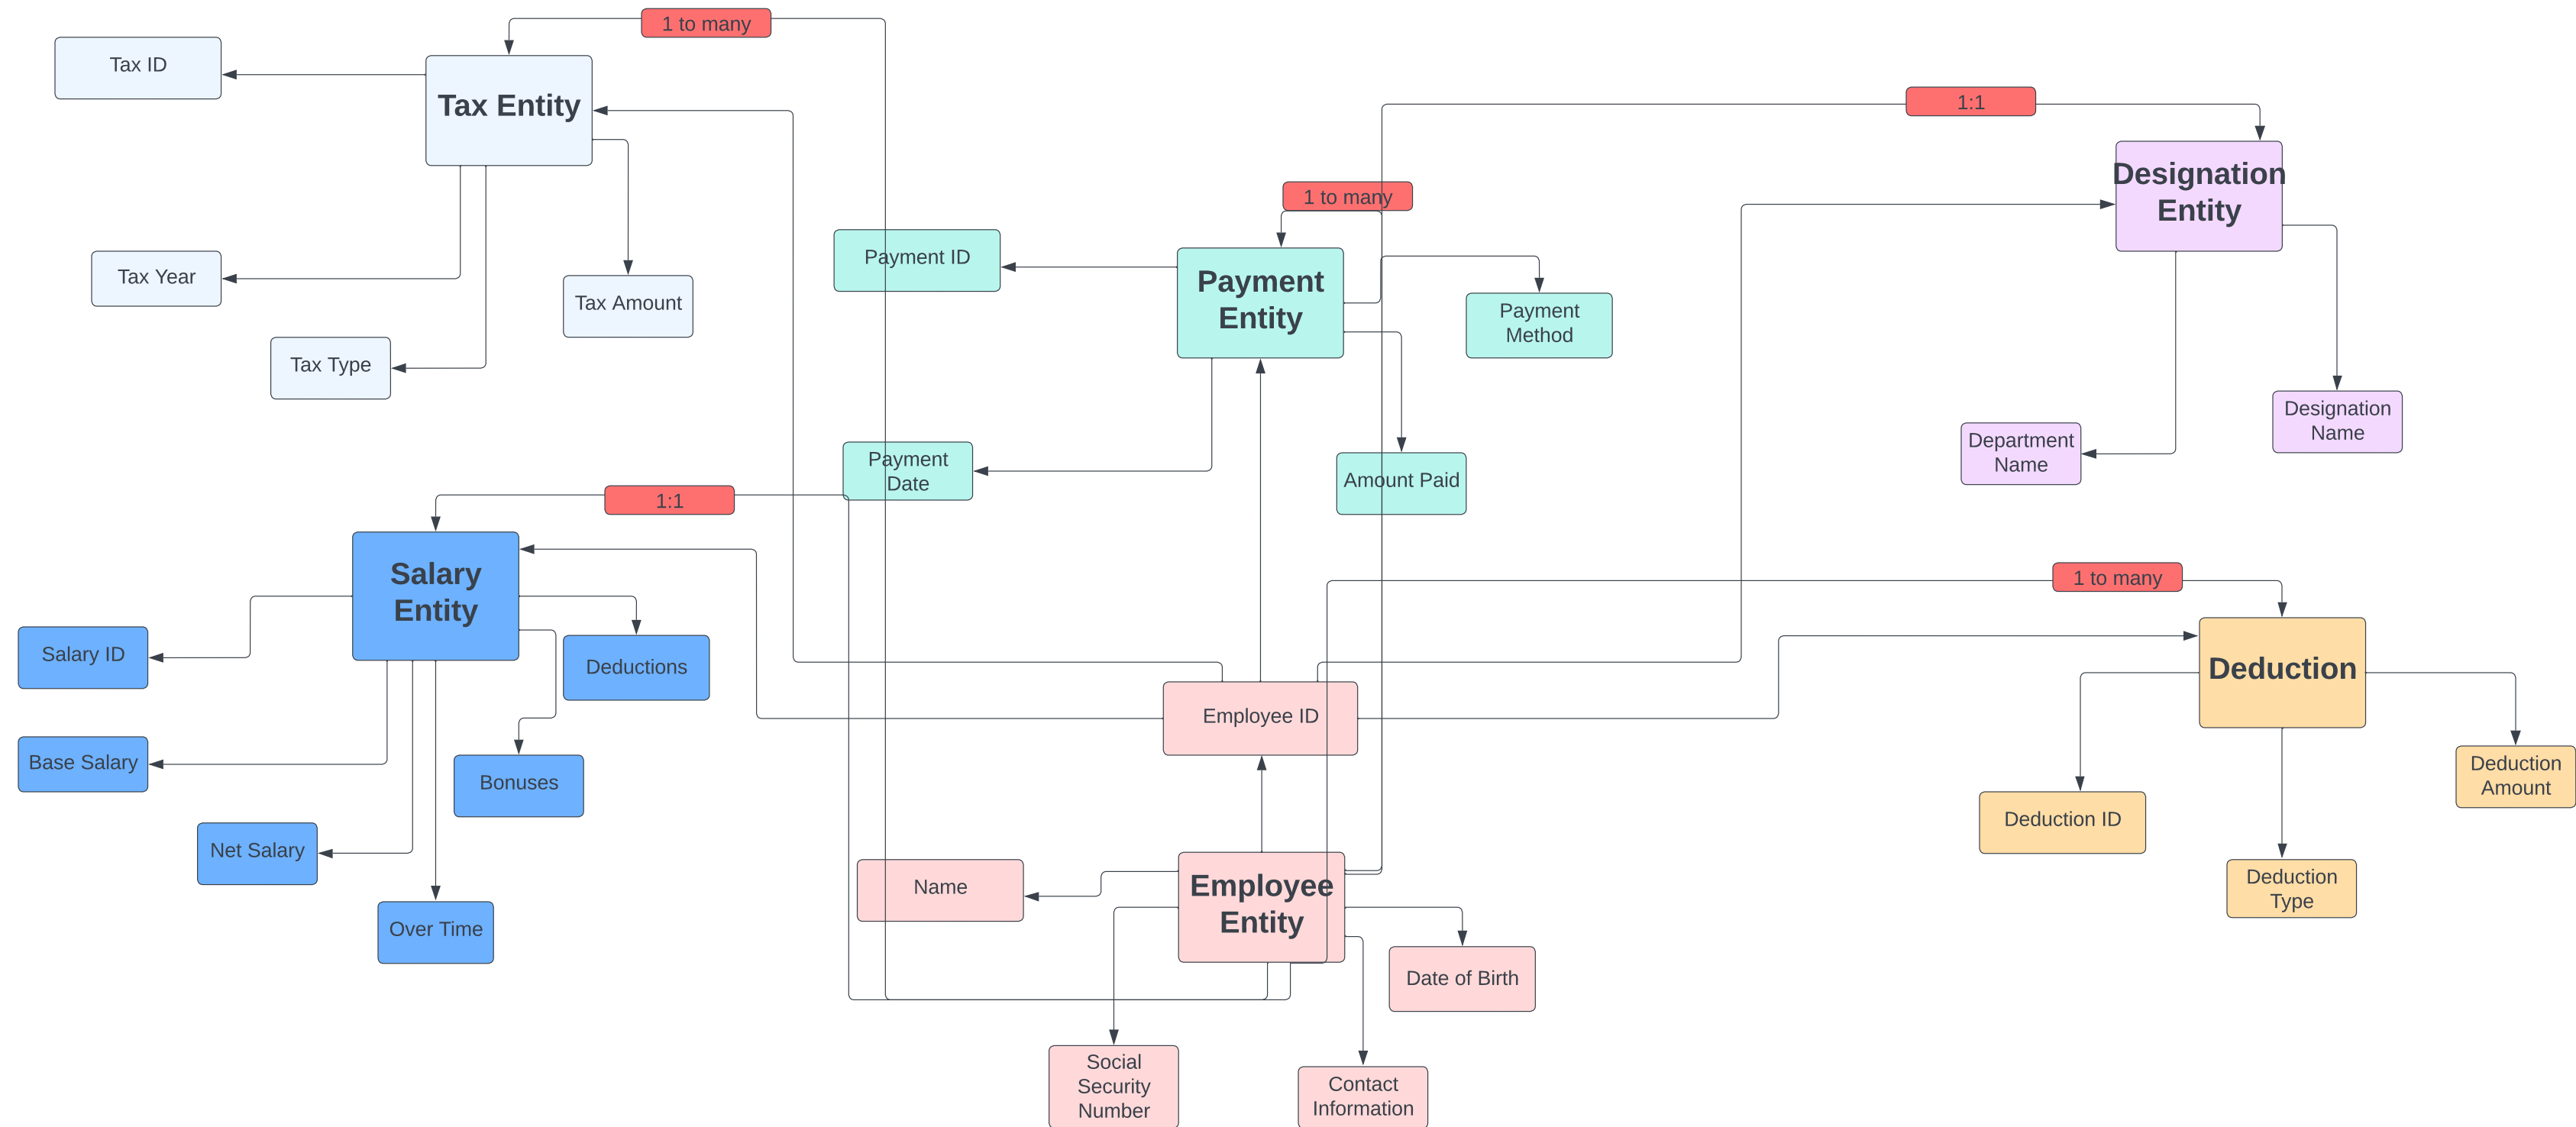 1 to many
Tax ID
Tax Entity
1:1
Designation
Entity
1 to many
Payment ID
Payment
Entity
Tax Year
Tax Amount
Payment
Method
Tax Type
Designation
Name
Department
Name
Payment
Date
Amount Paid
1:1
Salary
Entity
1 to many
Salary ID
Deductions
Deduction
Employee ID
Base Salary
Bonuses
Deduction
Amount
Deduction ID
Net Salary
Name
Employee
Entity
Deduction
Type
Over Time
Date of Birth
Social
Security
Number
Contact
Information